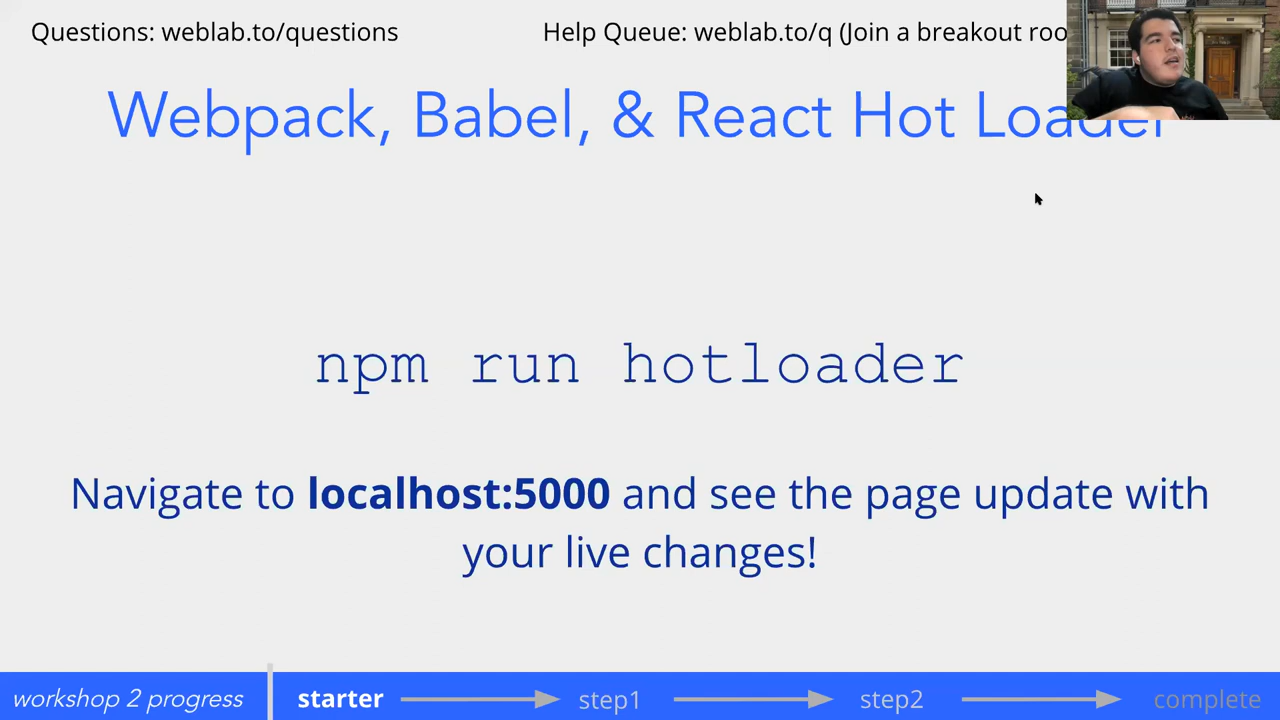 Questions: weblab.to/questions
Help Queue: weblab.to/q (Join a breakout
Webpack, Babel, & React Hot Loader
npm run hotloader
Navigate to localhost:5000 and see the page update with
your live changes!
workshop 2 progress
starter
step1
step2
complete